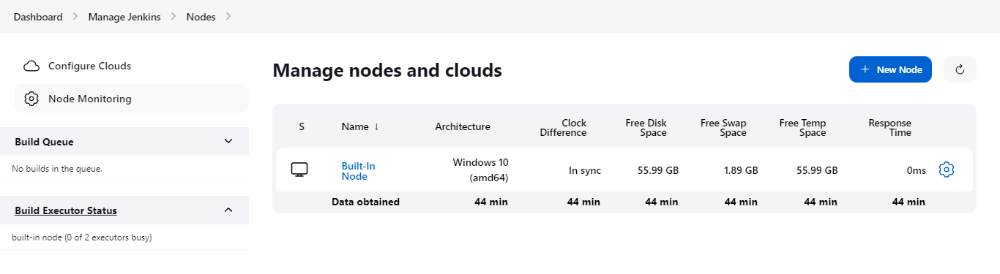 Dashboard > Manage Jenkins > Nodes >
Configure Clouds
Node Monitoring
Build Queue
No builds in the queue.
Build Executor Status
built-in node (0 of 2 executors busy)
Manage nodes and clouds
+ New Node
S Name ↓ Architecture Clock Difference Free Disk Space Free Swap Space Free Temp Space Response Time
Built-In Node Windows 10 (amd64) In sync 55.99 GB 1.89 GB 55.99 GB 0ms
Data obtained 44 min 44 min 44 min 44 min 44 min 44 min